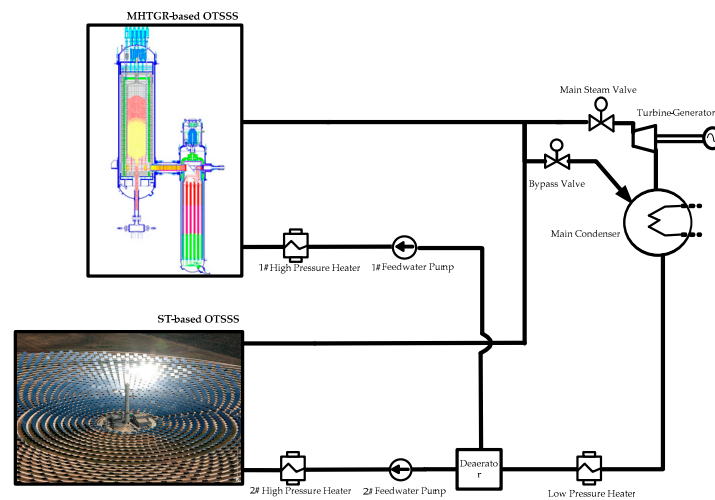 MHTGR-based OTSSS
Main Steam Valve
Turbine-Generator
Bypass Valve
Main Condenser
1# High Pressure Heater
1# Feedwater Pump
ST-based OTSSS
Deaerato
r
2# High Pressure Heater
2# Feedwater Pump
Low Pressure Heater